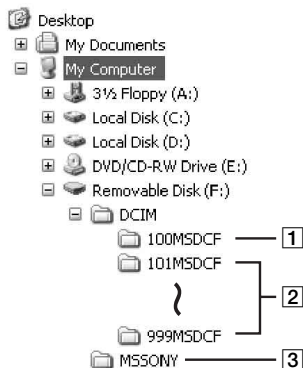 Desktop
My Documents
My Computer
3½ Floppy (A:)
Local Disk (C:)
Local Disk (D:)
DVD/CD-RW Drive (E:)
Removable Disk (F:)
DCIM
100MSDCF 1
101MSDCF
2
999MSDCF
MSSONY 3